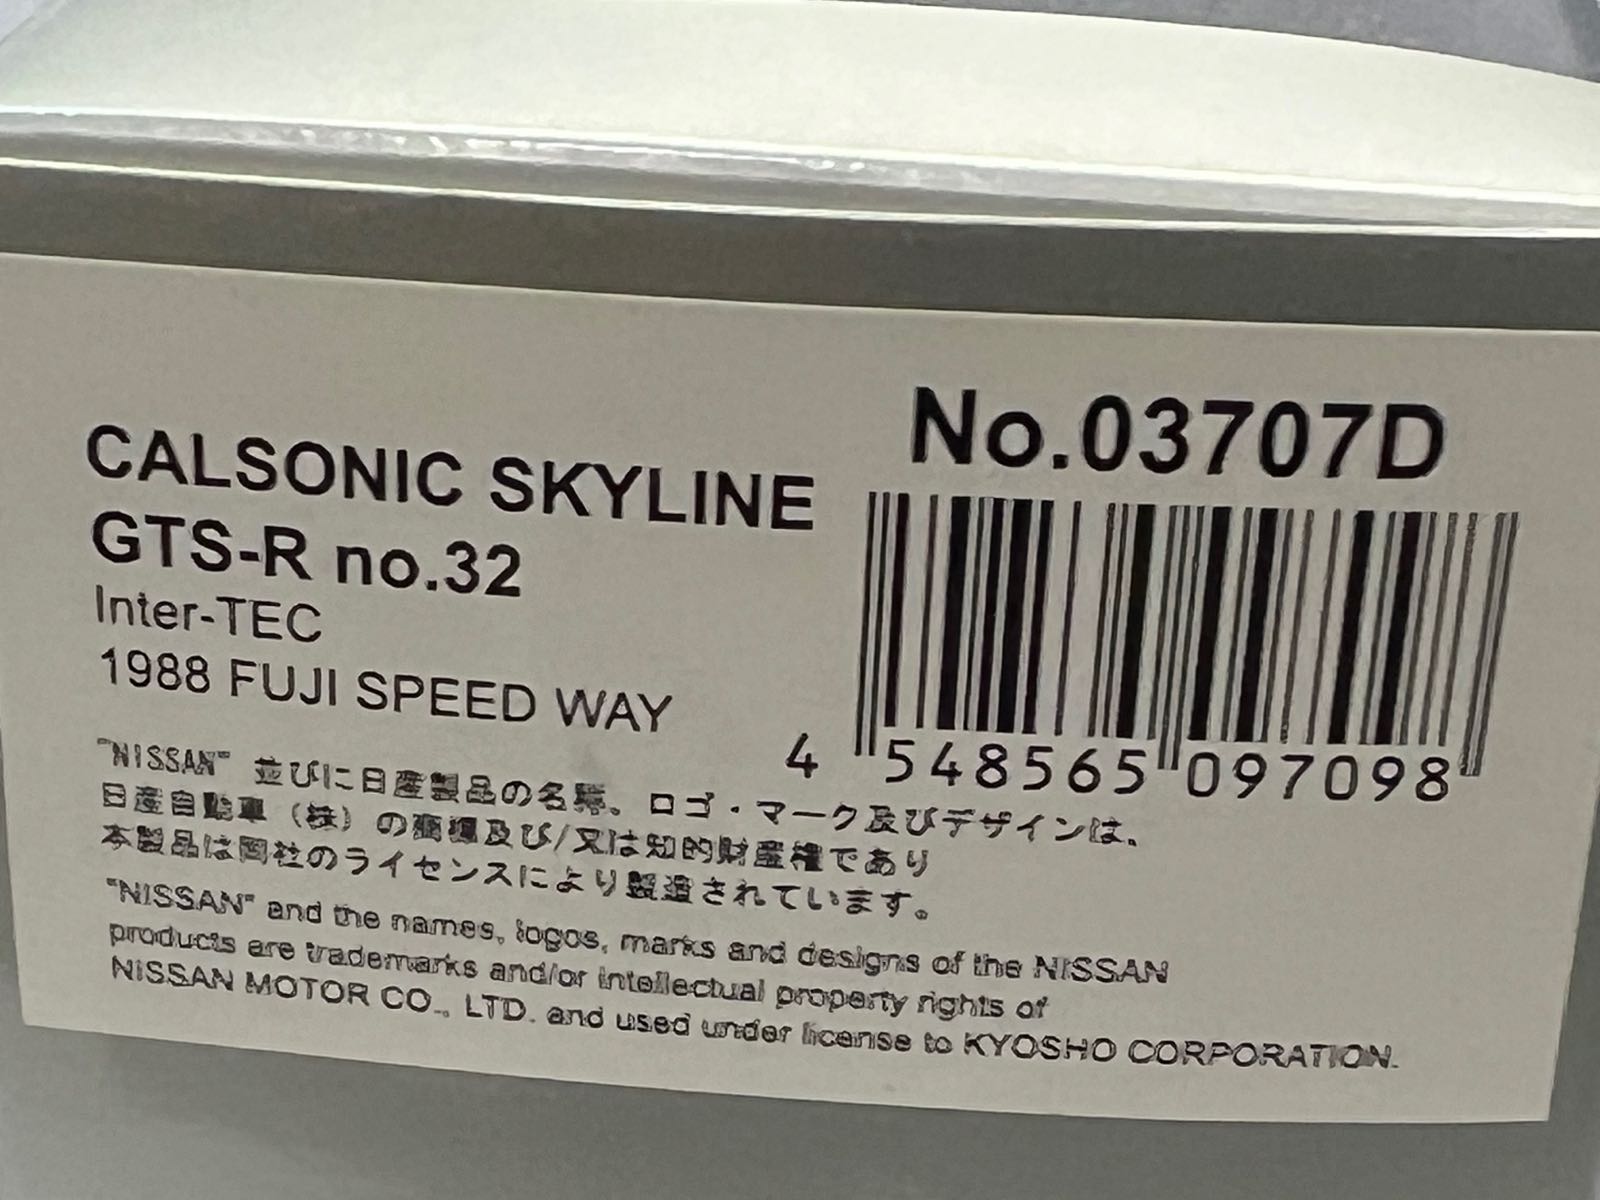 No.03707D
CALSONIC SKYLINE
GTS-R no.32
Inter-TEC
1988 FUJI SPEED WAY
4 548565 097098
"NISSAN" 並びに日産製品の名称。ロゴ・マーク及びデザインは、
日産自動車（株）の商標及び/又は知的財産権であり
本製品は同社のライセンスにより製造されています。
"NISSAN" and the names, logos, marks and designs of the NISSAN
products are trademarks and/or intellectual property rights of
NISSAN MOTOR CO., LTD. and used under license to KYOSHO CORPORATION.